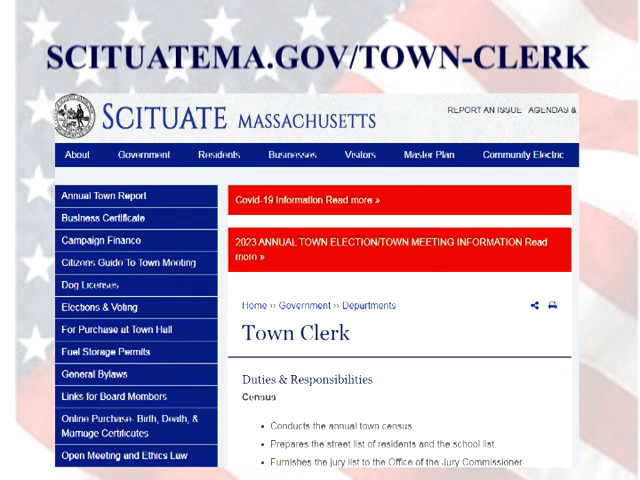 SCITUATEMA.GOV/TOWN-CLERK
SCITUATE MASSACHUSETTS
REPORT AN ISSUE AGENDAS &
About Government Residents Businesses Visitors Master Plan Community Electric
Annual Town Report
Business Certificate
Campaign Finance
Citizens Guide To Town Meeting
Dog Licenses
Elections & Voting
For Purchase at Town Hall
Fuel Storage Permits
General Bylaws
Links for Board Members
Online Purchase- Birth, Death, &
Marriage Certificates
Open Meeting and Ethics Law
Covid-19 Information Read more »
2023 ANNUAL TOWN ELECTION/TOWN MEETING INFORMATION Read
more »
Home ›› Government ›› Departments
Town Clerk
Duties & Responsibilities
Census
• Conducts the annual town census
• Prepares the street list of residents and the school list.
• Furnishes the jury list to the Office of the Jury Commissioner